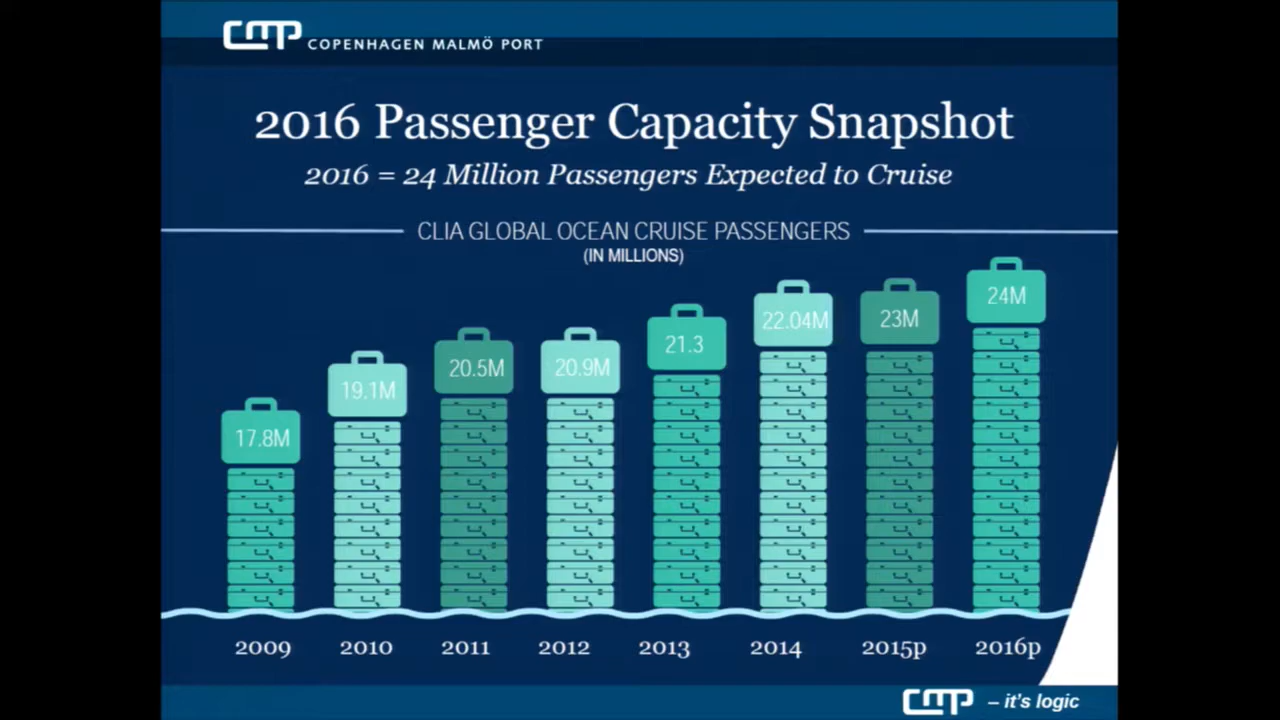 CMP COPENHAGEN MALMÖ PORT
2016 Passenger Capacity Snapshot
2016 = 24 Million Passengers Expected to Cruise
CLIA GLOBAL OCEAN CRUISE PASSENGERS
(IN MILLIONS)
17.8M 19.1M 20.5M 20.9M 21.3 22.04M 23M 24M
2009 2010 2011 2012 2013 2014 2015p 2016p
CMP – it's logic